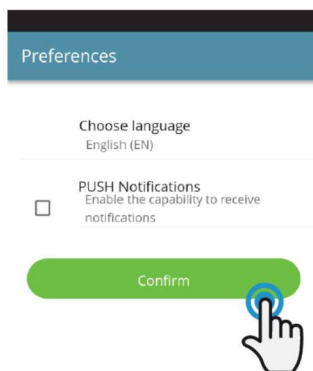 Preferences
Choose language
English (EN)
PUSH Notifications
Enable the capability to receive
notifications
Confirm